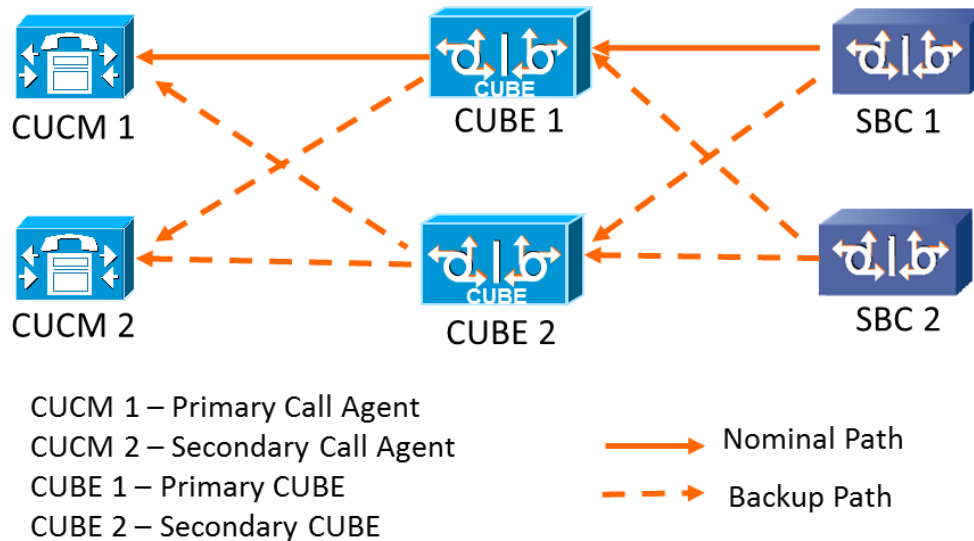 CUBE
CUCM 1
CUBE 1
SBC 1
CUBE
CUCM 2
CUBE 2
SBC 2
CUCM 1 – Primary Call Agent
CUCM 2 – Secondary Call Agent
CUBE 1 – Primary CUBE
CUBE 2 – Secondary CUBE
Nominal Path
Backup Path